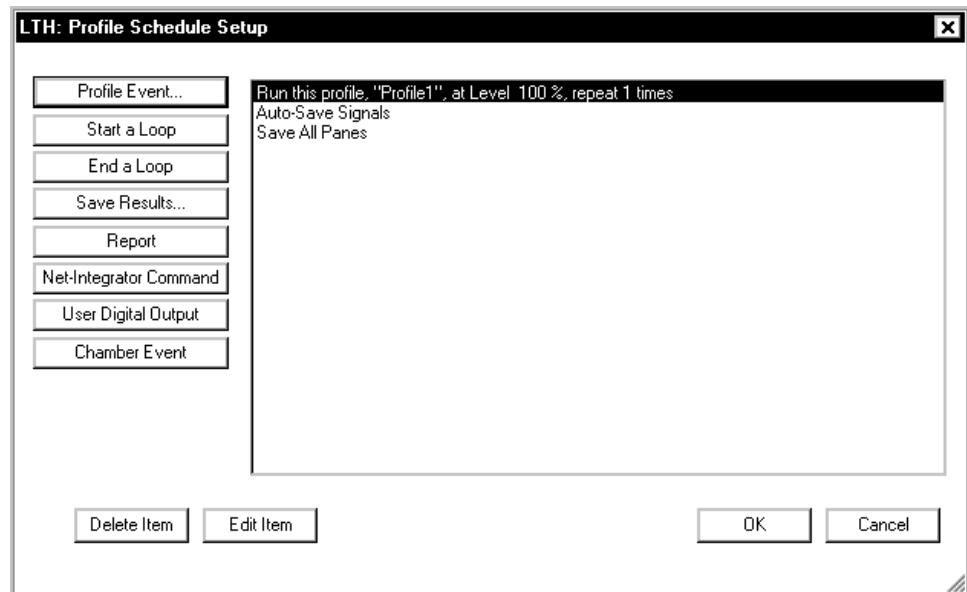 LTH: Profile Schedule Setup
Profile Event...
Start a Loop
End a Loop
Save Results...
Report
Net-Integrator Command
User Digital Output
Chamber Event
Run this profile, "Profile1", at Level 100 %, repeat 1 times
Auto-Save Signals
Save All Panes
Delete Item
Edit Item
OK
Cancel